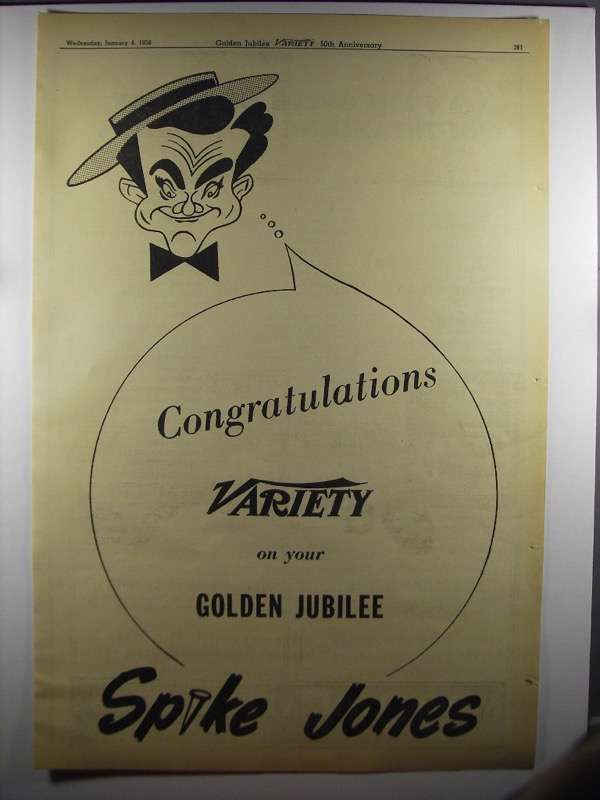 Wednesday, January 4, 1956
Golden Jubilee VARIETY 50th Anniversary
Congratulations
VARIETY
on your
GOLDEN JUBILEE
Spike Jones